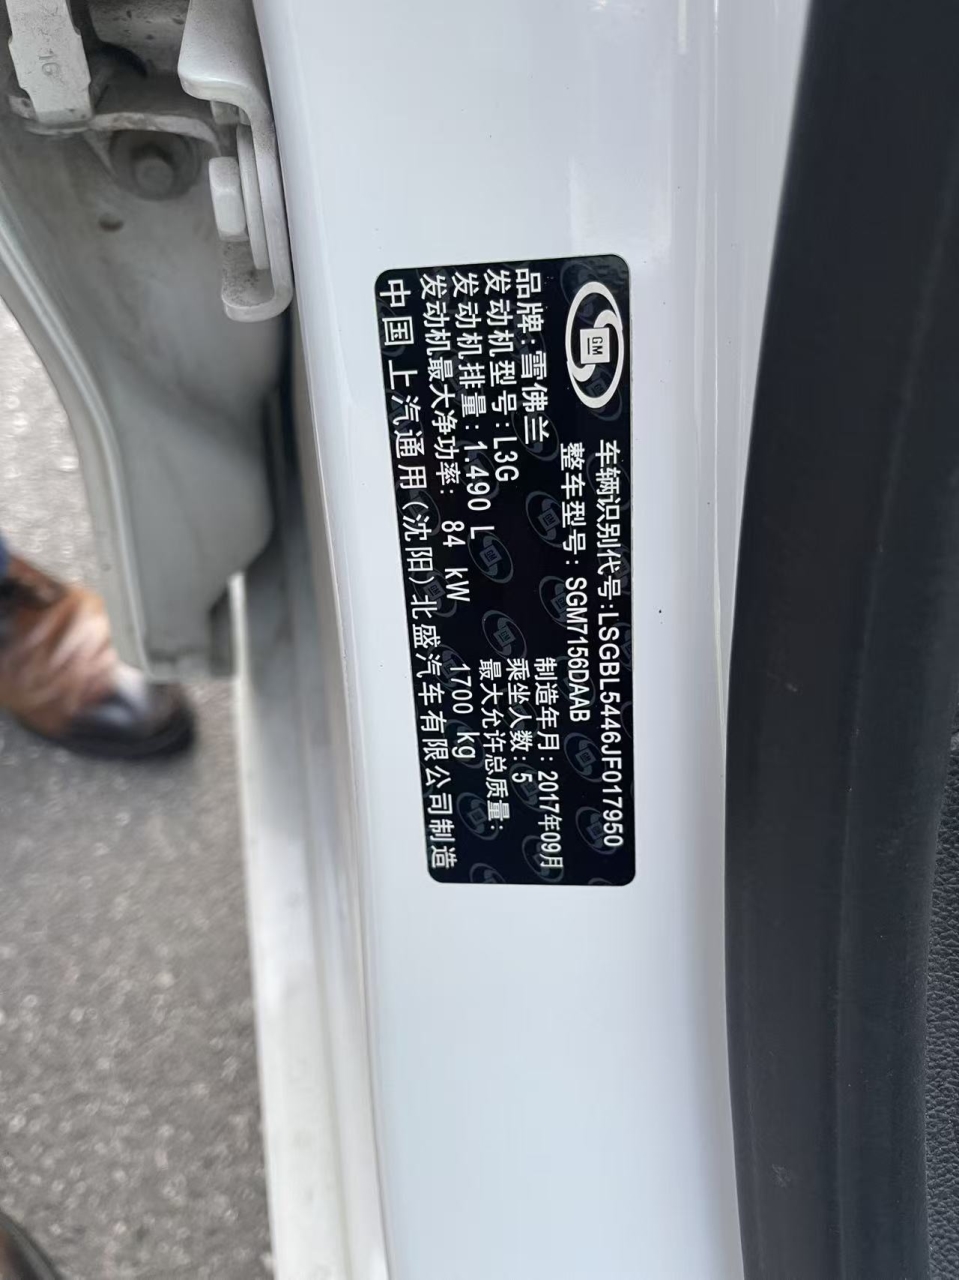 GM
车辆识别代号:LSGBL5446JF017950
整车型号:SGM7156DAAB
品牌:雪佛兰 制造年月:2017年09月
发动机型号:L3G 乘坐人数:5
发动机排量:1.490 L 最大允许总质量:
发动机最大净功率: 84 kW 1700 kg
中国上汽通用(沈阳)北盛汽车有限公司制造